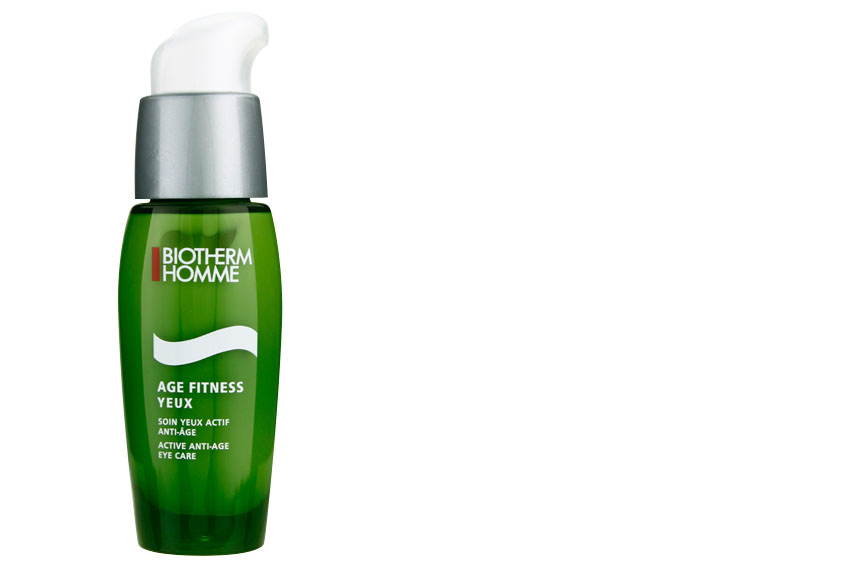 BIOTHERM
HOMME
AGE FITNESS
YEUX
SOIN YEUX ACTIF
ANTI-ÂGE
ACTIVE ANTI-AGE
EYE CARE